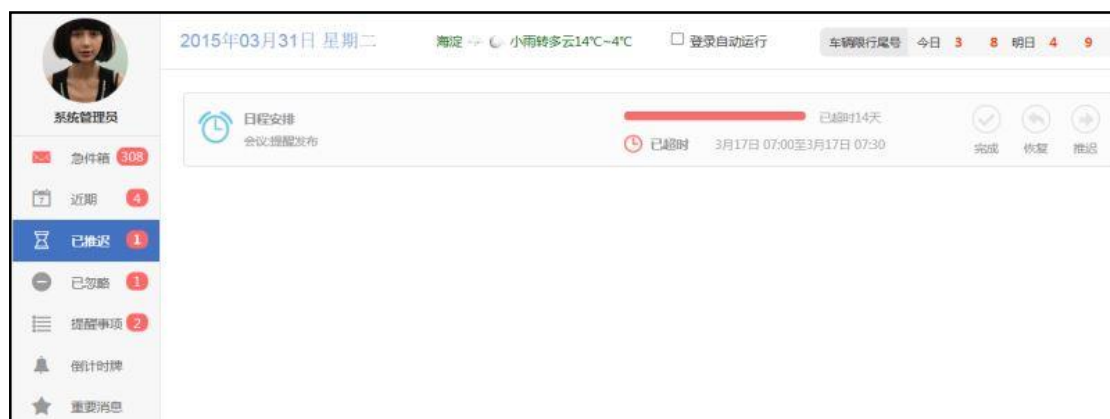 2015年03月31日 星期二 海淀 小雨转多云14℃~4℃ 登录自动运行 车辆限行尾号 今日 3 8 明日 4 9
系统管理员
日程安排
会议:提醒发布
已超时14天
已超时 3月17日 07:00至3月17日 07:30
完成 恢复 推迟
急件箱 308
近期 4
已推迟 1
已忽略 1
提醒事项 2
倒计时牌
重要消息